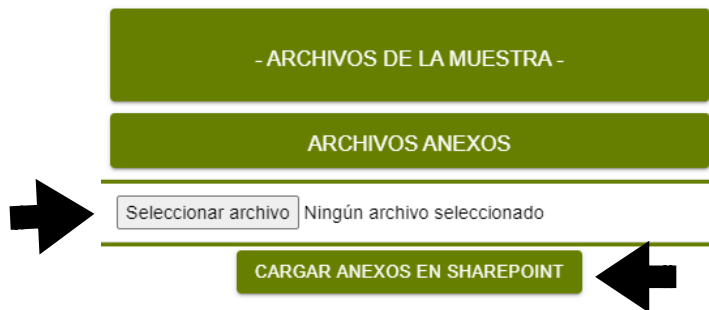 - ARCHIVOS DE LA MUESTRA -
ARCHIVOS ANEXOS
Seleccionar archivo Ningún archivo seleccionado
CARGAR ANEXOS EN SHAREPOINT